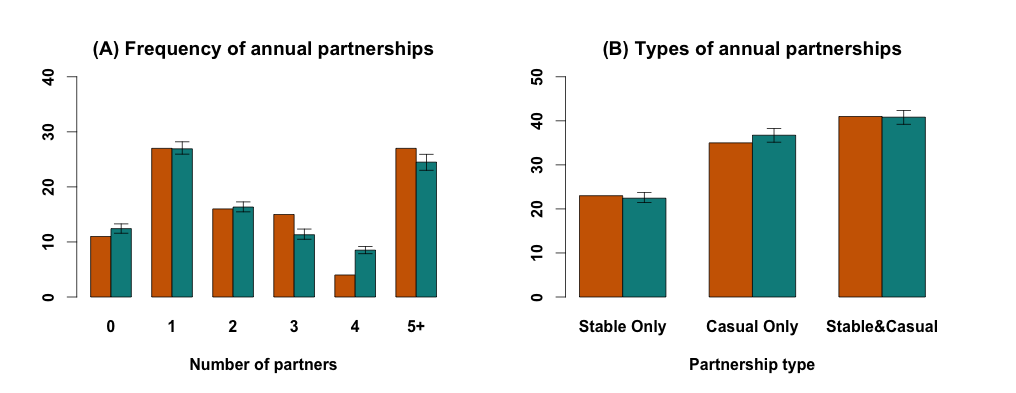 (A) Frequency of annual partnerships
40
30
20
10
0
0 1 2 3 4 5+
Number of partners
(B) Types of annual partnerships
50
40
30
20
10
0
Stable Only Casual Only Stable&Casual
Partnership type